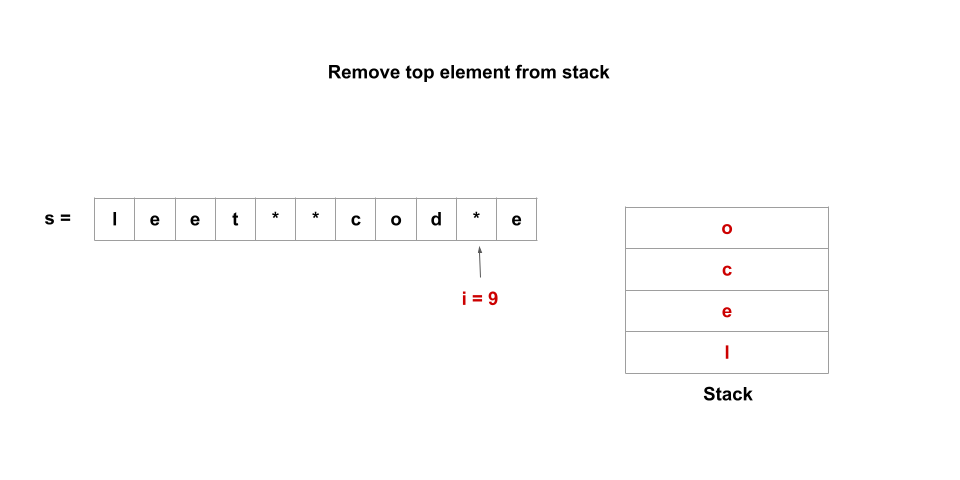 Remove top element from stack
s = l e e t * * c o d * e
i = 9
o
c
e
l
Stack